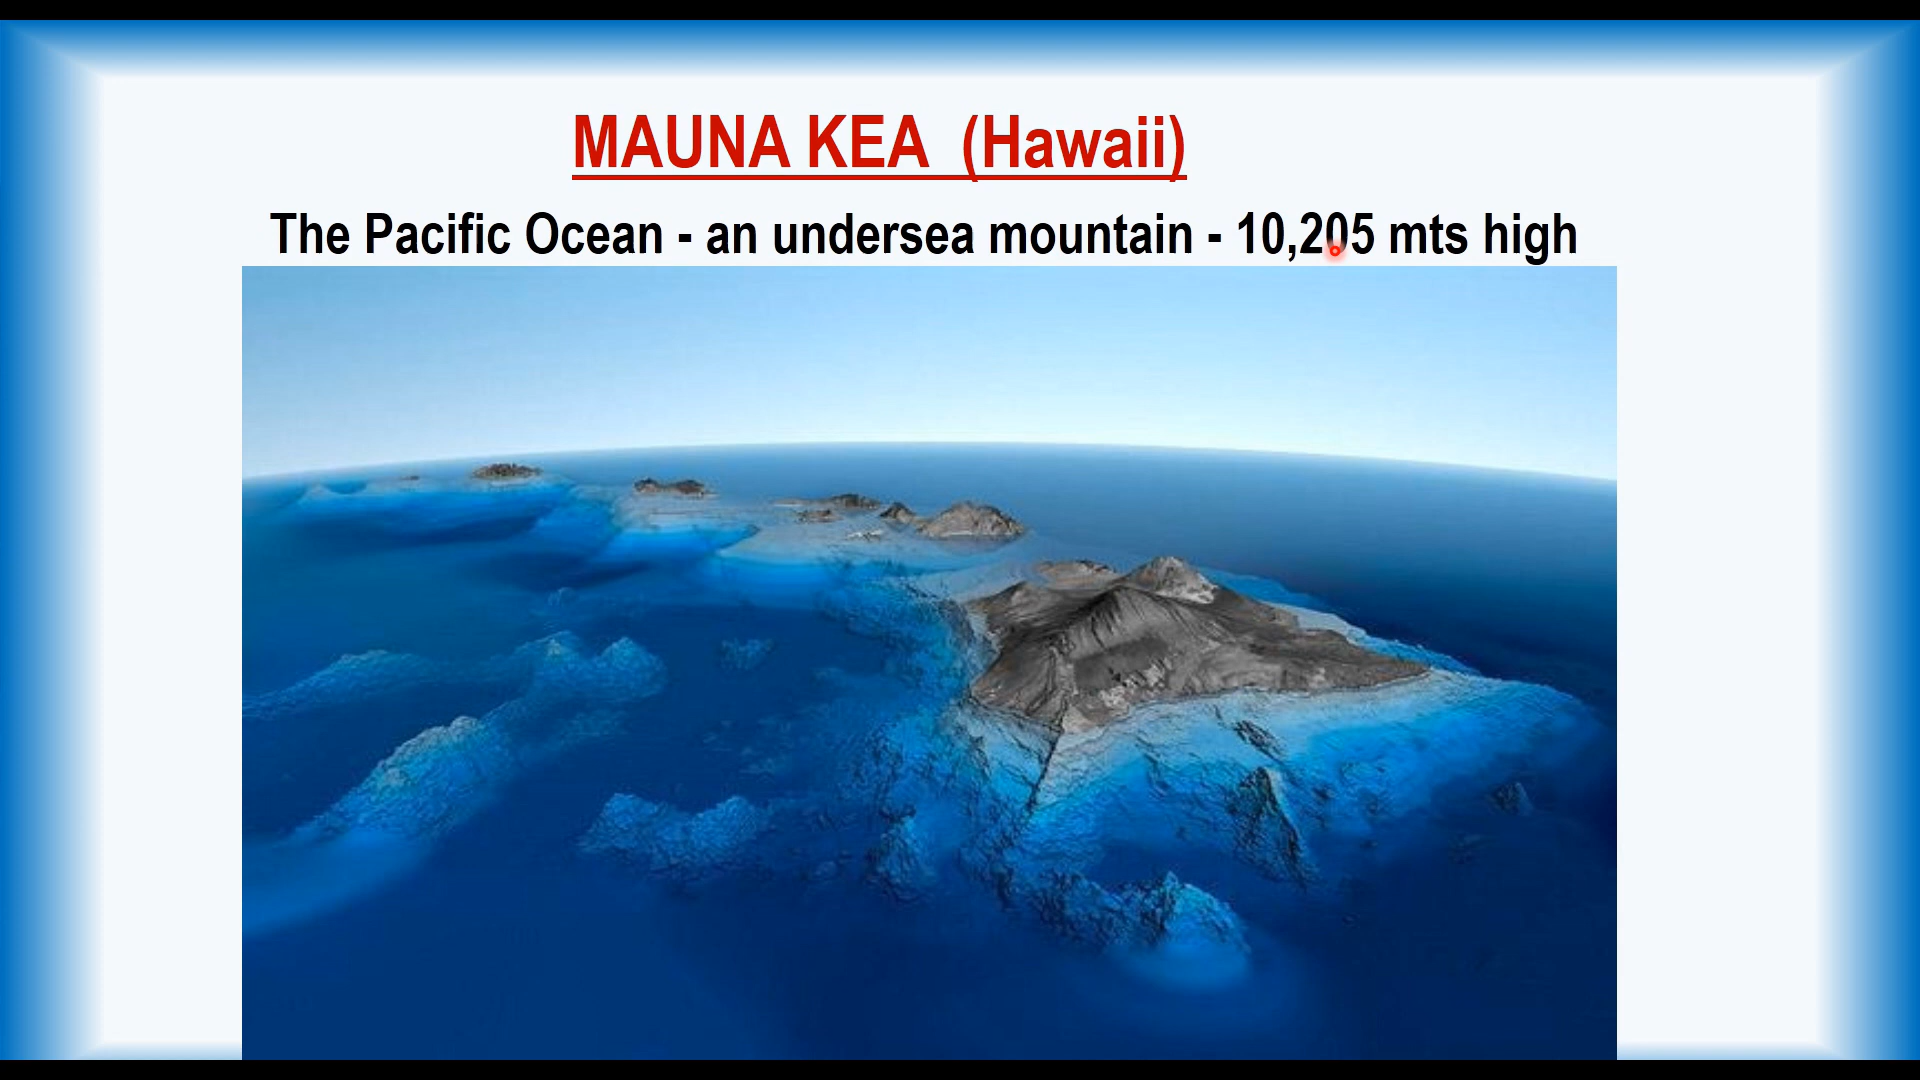 MAUNA KEA (Hawaii)
The Pacific Ocean - an undersea mountain - 10,205 mts high